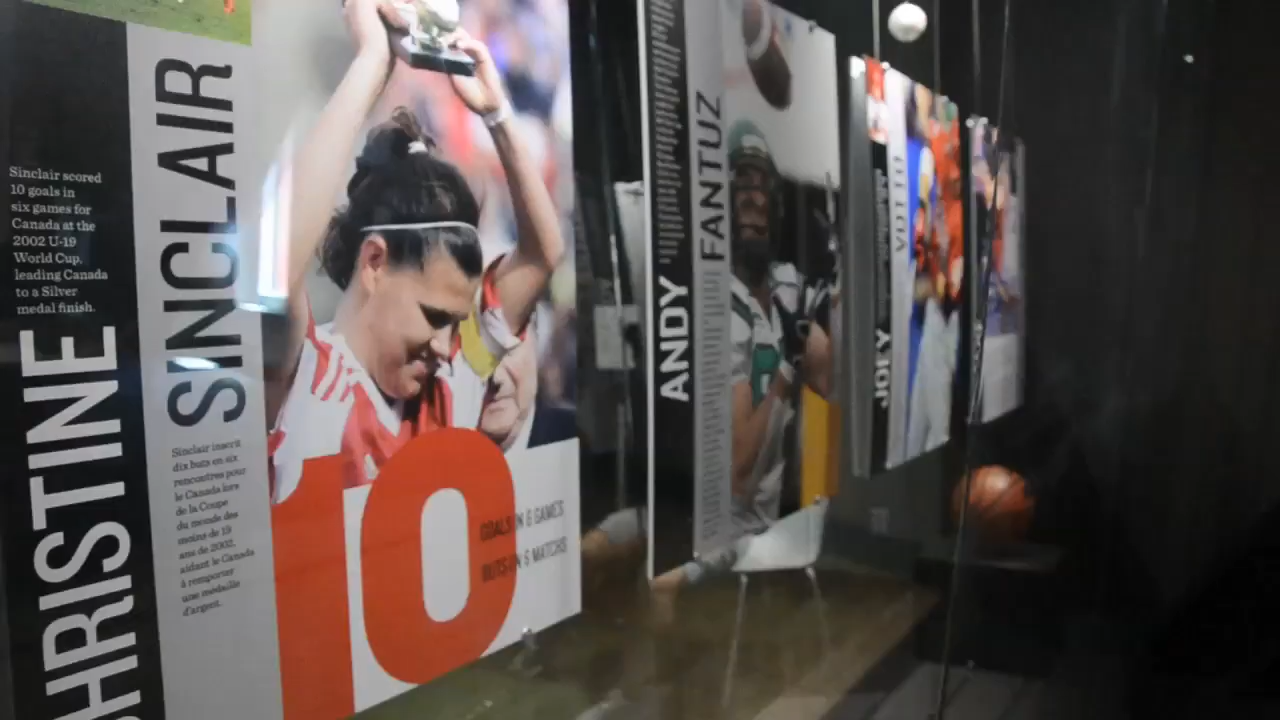 Sinclair scored
10 goals in
six games for
Canada at the
2002 U-19
World Cup,
leading Canada
to a Silver
medal finish.
CHRISTINE
SINCLAIR
Sinclair inscrit
dix buts en six
rencontres pour
le Canada lors
de la Coupe
du monde des
moins de 19
ans de 2002,
aidant le Canada
à remporter
une médaille
d'argent.
10
GOALS IN 6 GAMES
BUTS EN 6 MATCHS
ANDY
FANTUZ
JOEY
VOTTO